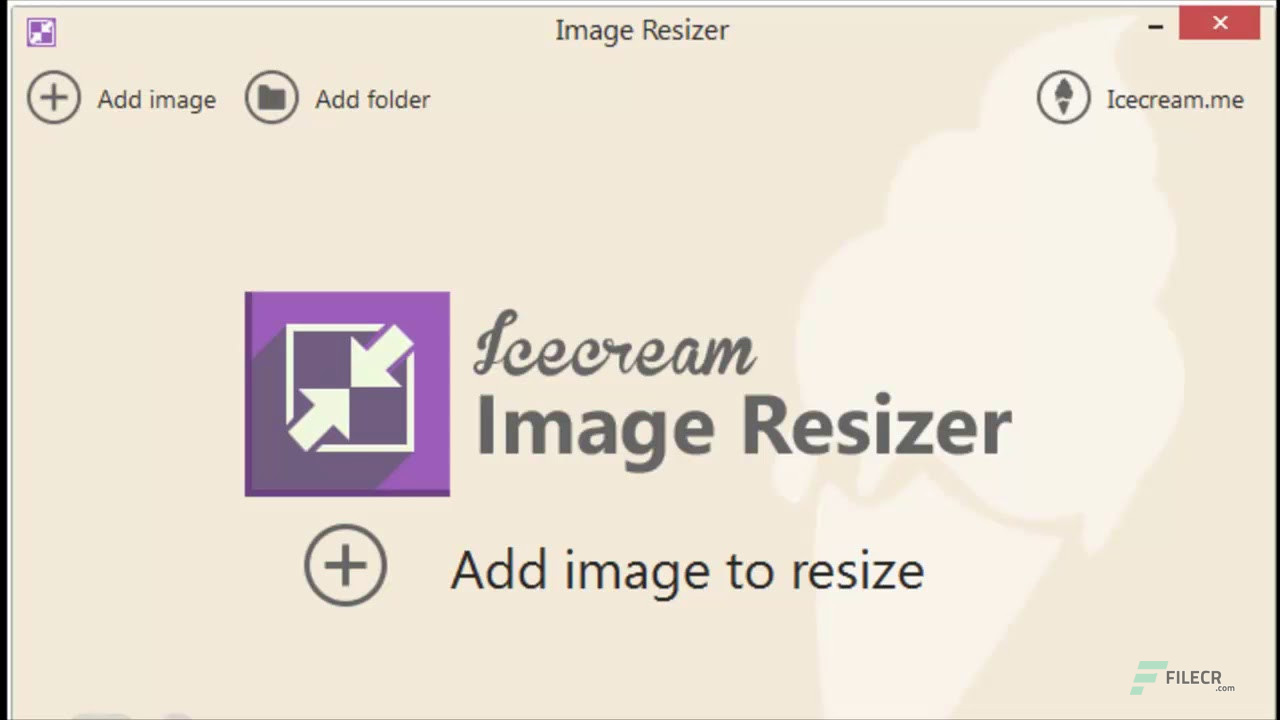 Image Resizer
Add image
Add folder
Icecream.me
Icecream
Image Resizer
Add image to resize
FILECR
.com